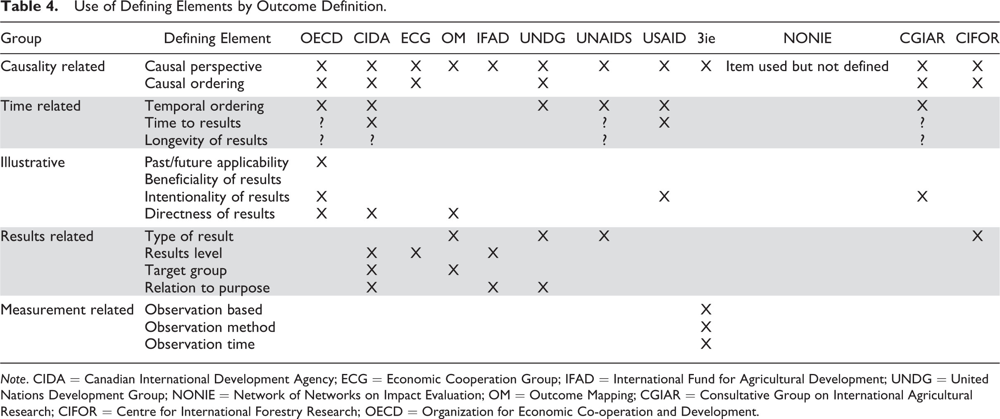 Table 4. Use of Defining Elements by Outcome Definition.
Group Defining Element OECD CIDA ECG OM IFAD UNDG UNAIDS USAID 3ie NONIE CGIAR CIFOR
Causality related Causal perspective X X X X X X X X X Item used but not defined X X
Causal ordering X X X X X X
Time related Temporal ordering X X X X X X
Time to results ? X ? X ?
Longevity of results ? ? ? ?
Illustrative Past/future applicability X
Beneficiality of results
Intentionality of results X X X
Directness of results X X X
Results related Type of result X X X X
Results level X X X
Target group X X
Relation to purpose X X X
Measurement related Observation based X
Observation method X
Observation time X
Note. CIDA = Canadian International Development Agency; ECG = Economic Cooperation Group; IFAD = International Fund for Agricultural Development; UNDG = United
Nations Development Group; NONIE = Network of Networks on Impact Evaluation; OM = Outcome Mapping; CGIAR = Consultative Group on International Agricultural
Research; CIFOR = Centre for International Forestry Research; OECD = Organization for Economic Co-operation and Development.